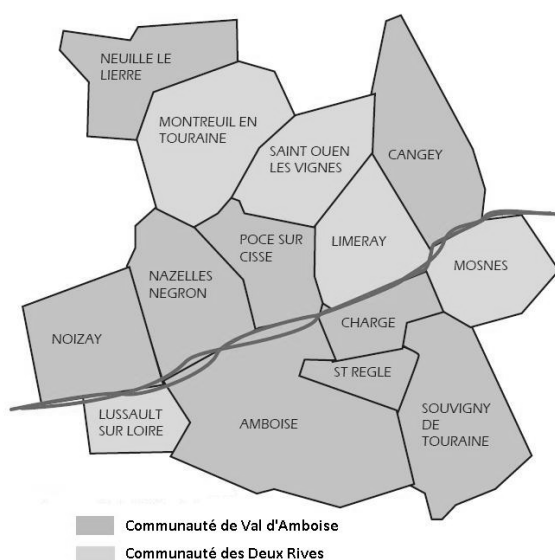 NEUILLE LE
LIERRE
MONTREUIL EN
TOURAINE
SAINT OUEN
LES VIGNES
CANGEY
POCE SUR
CISSE
LIMERAY
MOSNES
NAZELLES
NEGRON
NOIZAY
CHARGE
ST REGLE
LUSSAULT
SUR LOIRE
AMBOISE
SOUVIGNY
DE
TOURAINE
Communauté de Val d'Amboise
Communauté des Deux Rives